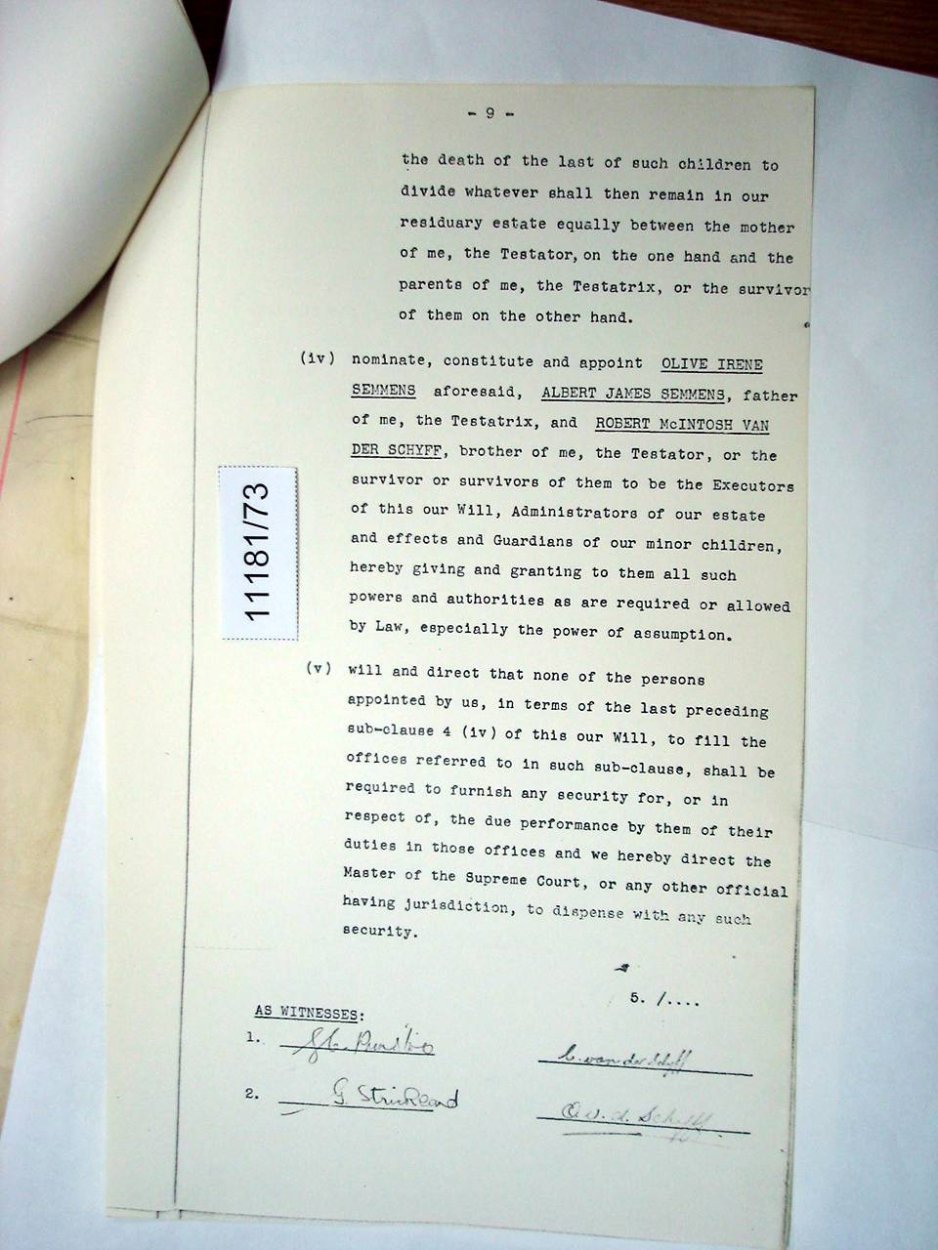 - 9 -
the death of the last of such children to
divide whatever shall then remain in our
residuary estate equally between the mother
of me, the Testator, on the one hand and the
parents of me, the Testatrix, or the survivor
of them on the other hand.
(iv) nominate, constitute and appoint OLIVE IRENE
SEMMENS aforesaid, ALBERT JAMES SEMMENS, father
of me, the Testatrix, and ROBERT McINTOSH VAN
DER SCHYFF, brother of me, the Testator, or the
survivor or survivors of them to be the Executors
of this our Will, Administrators of our estate
and effects and Guardians of our minor children,
hereby giving and granting to them all such
powers and authorities as are required or allowed
by Law, especially the power of assumption.
11181/73
(v) will and direct that none of the persons
appointed by us, in terms of the last preceding
sub-clause 4 (iv) of this our Will, to fill the
offices referred to in such sub-clause, shall be
required to furnish any security for, or in
respect of, the due performance by them of their
duties in those offices and we hereby direct the
Master of the Supreme Court, or any other official
having jurisdiction, to dispense with any such
security.
5. /....
AS WITNESSES:
1.
2. G Strickland